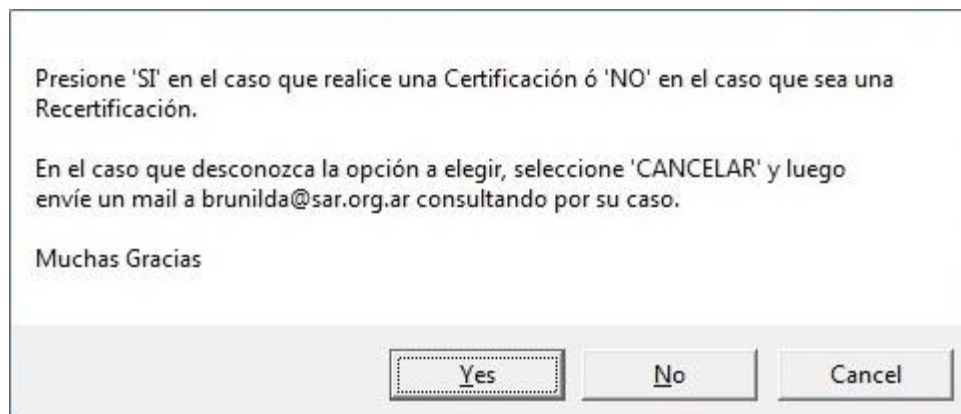 Presione 'SI' en el caso que realice una Certificación ó 'NO' en el caso que sea una
Recertificación.
En el caso que desconozca la opción a elegir, seleccione 'CANCELAR' y luego
envíe un mail a brunilda@sar.org.ar consultando por su caso.
Muchas Gracias
Yes No Cancel